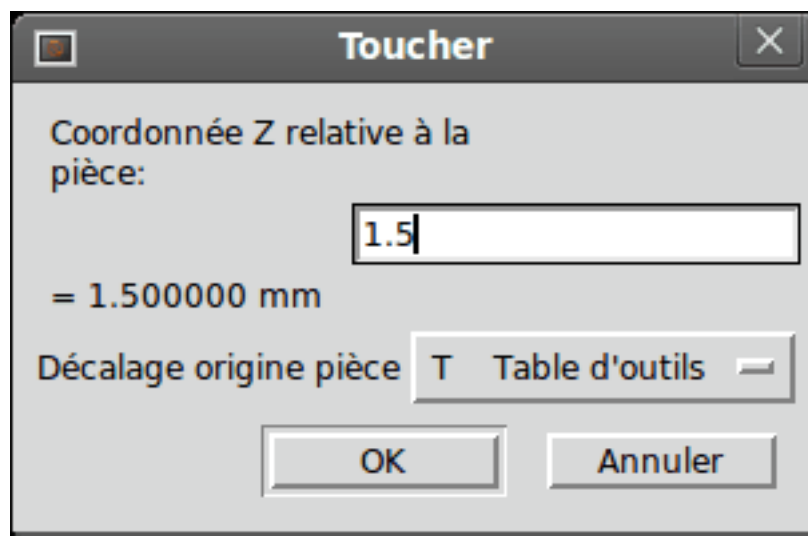 Toucher
Coordonnée Z relative à la
pièce:
1.5
= 1.500000 mm
Décalage origine pièce T Table d'outils
OK Annuler